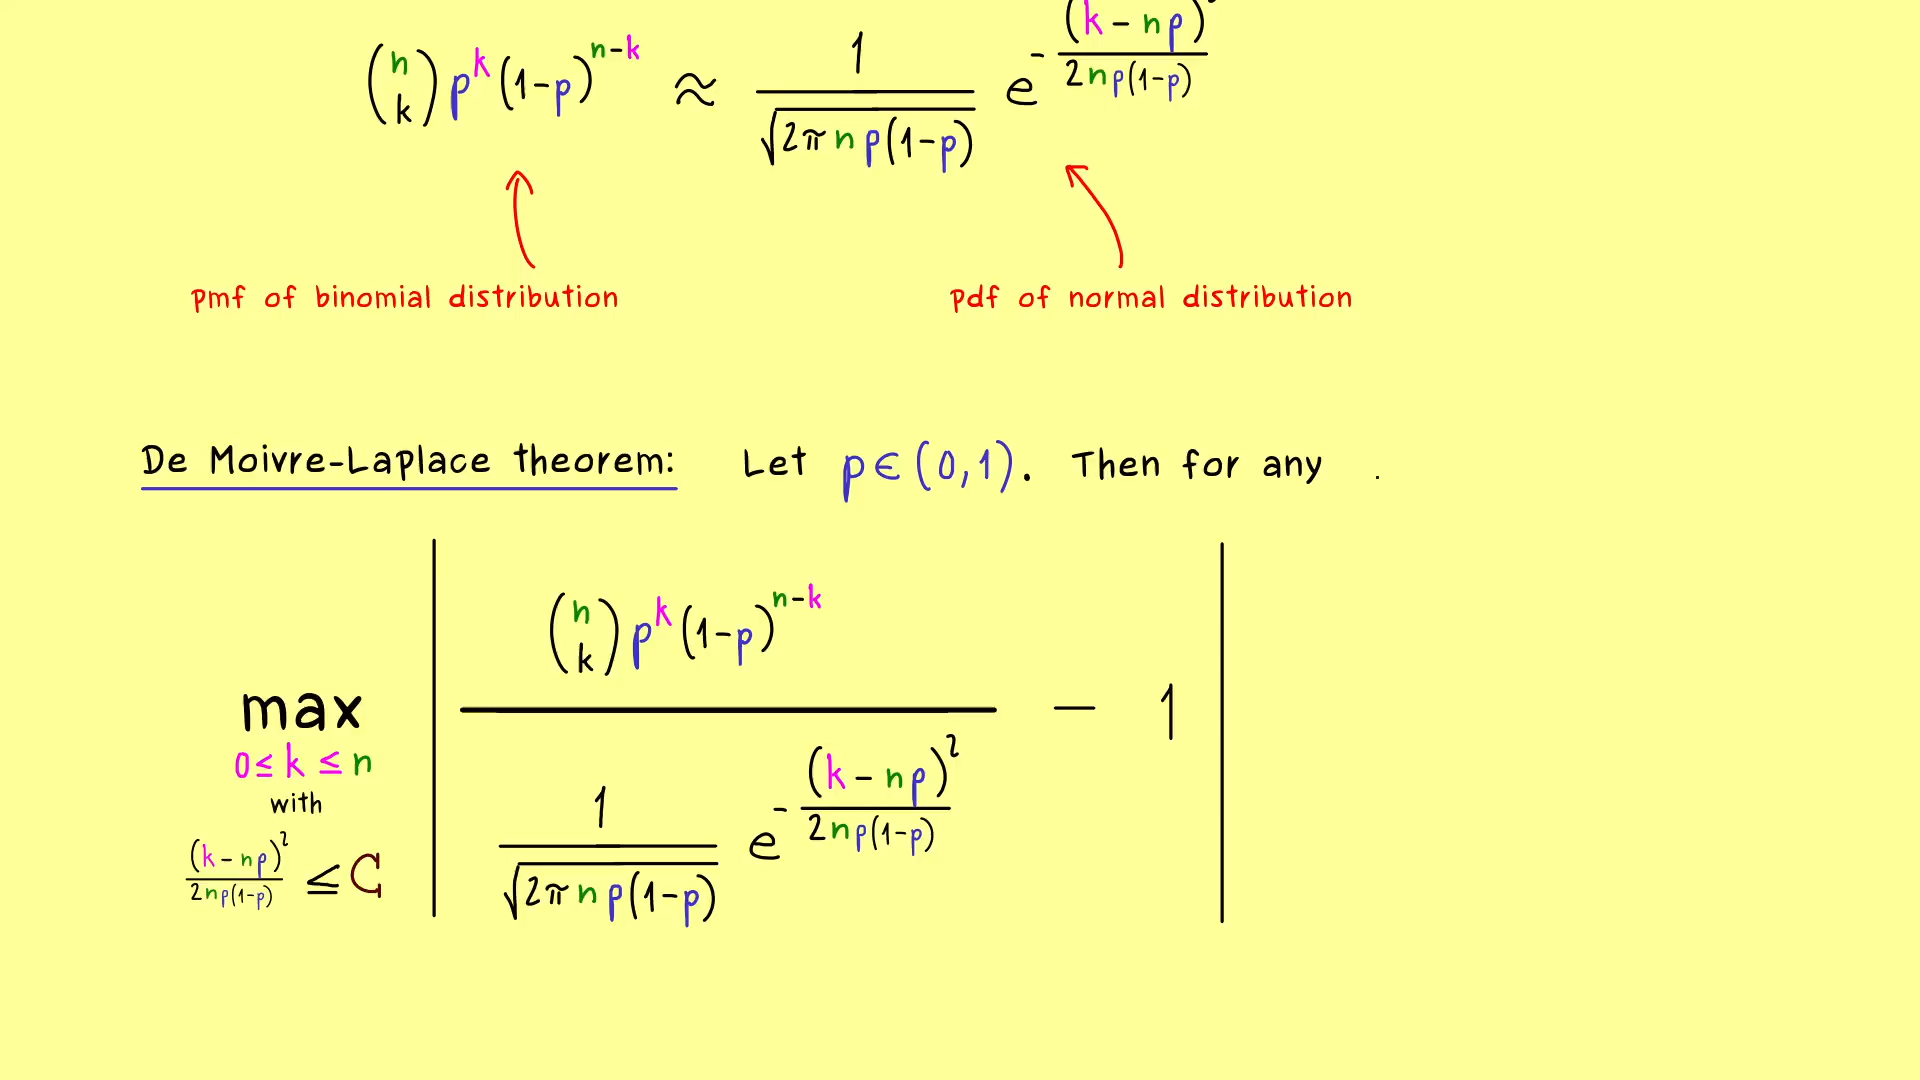 (n k) p^k (1-p)^{n-k} ≈ 1/√(2π n p(1-p)) e^{-(k - np)^2/(2np(1-p))}
pmf of binomial distribution pdf of normal distribution
De Moivre-Laplace theorem: Let p ∈ (0,1). Then for any .
max_{0 ≤ k ≤ n with (k - np)^2/(2np(1-p)) ≤ C} | (n k) p^k (1-p)^{n-k} / (1/√(2π n p(1-p)) e^{-(k - np)^2/(2np(1-p))}) - 1 |